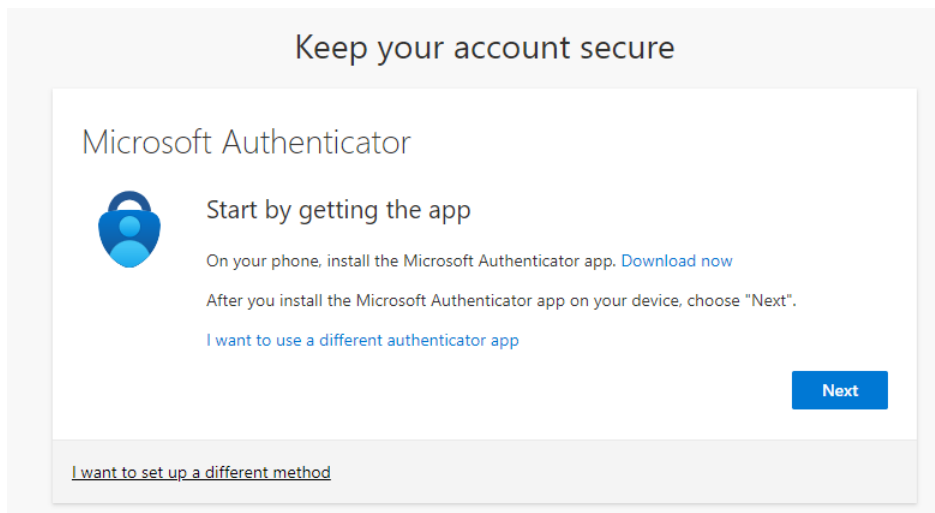 Keep your account secure
Microsoft Authenticator
Start by getting the app
On your phone, install the Microsoft Authenticator app. Download now
After you install the Microsoft Authenticator app on your device, choose "Next".
I want to use a different authenticator app
Next
I want to set up a different method